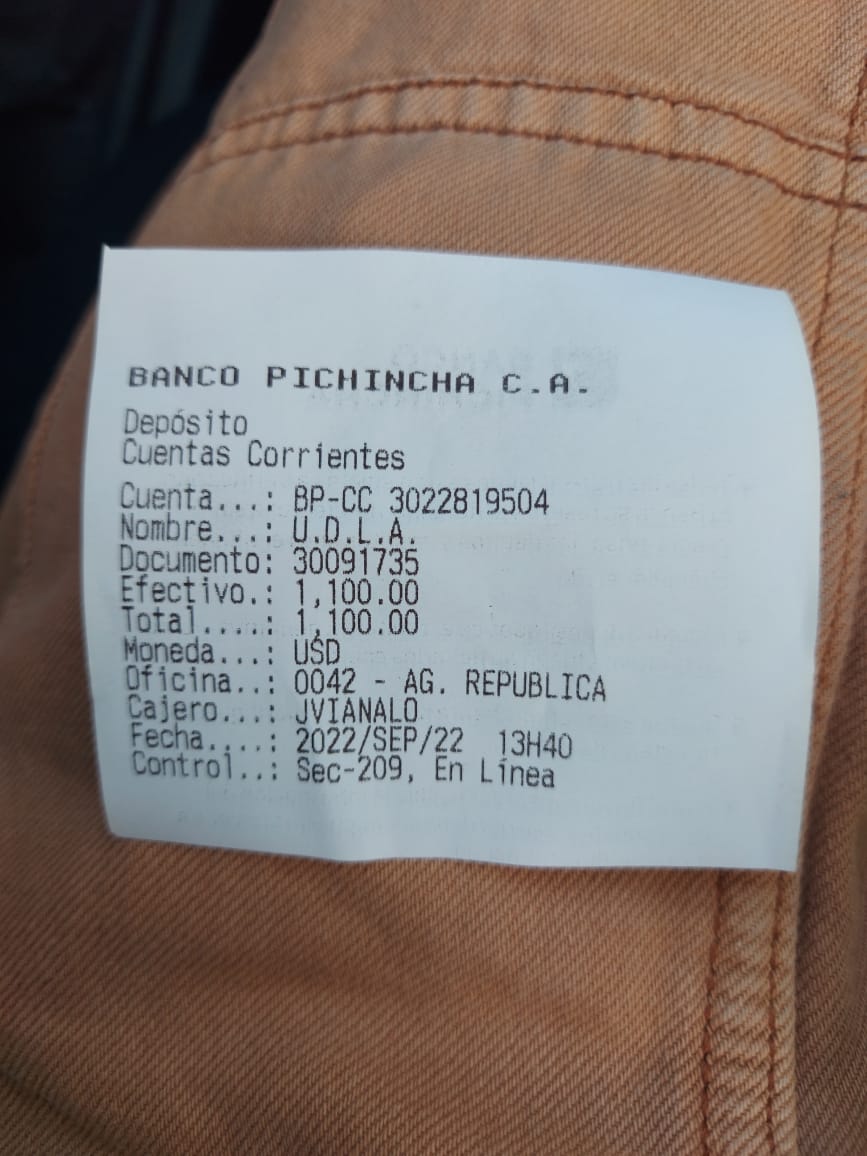 BANCO PICHINCHA C.A.
Depósito
Cuentas Corrientes
Cuenta...: BP-CC 3022819504
Nombre...: U.D.L.A.
Documento: 30091735
Efectivo.: 1,100.00
Total....: 1,100.00
Moneda...: USD
Oficina..: 0042 - AG. REPUBLICA
Cajero...: JVIANALO
Fecha....: 2022/SEP/22 13H40
Control..: Sec-209, En Línea